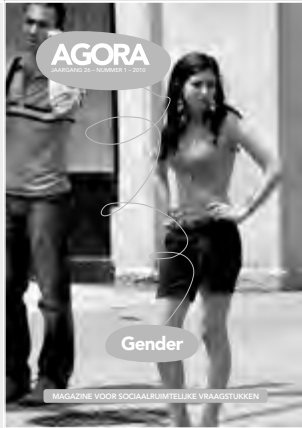 AGORA
JAARGANG 26 – NUMMER 1 – 2010
Gender
MAGAZINE VOOR SOCIAALRUIMTELIJKE VRAAGSTUKKEN